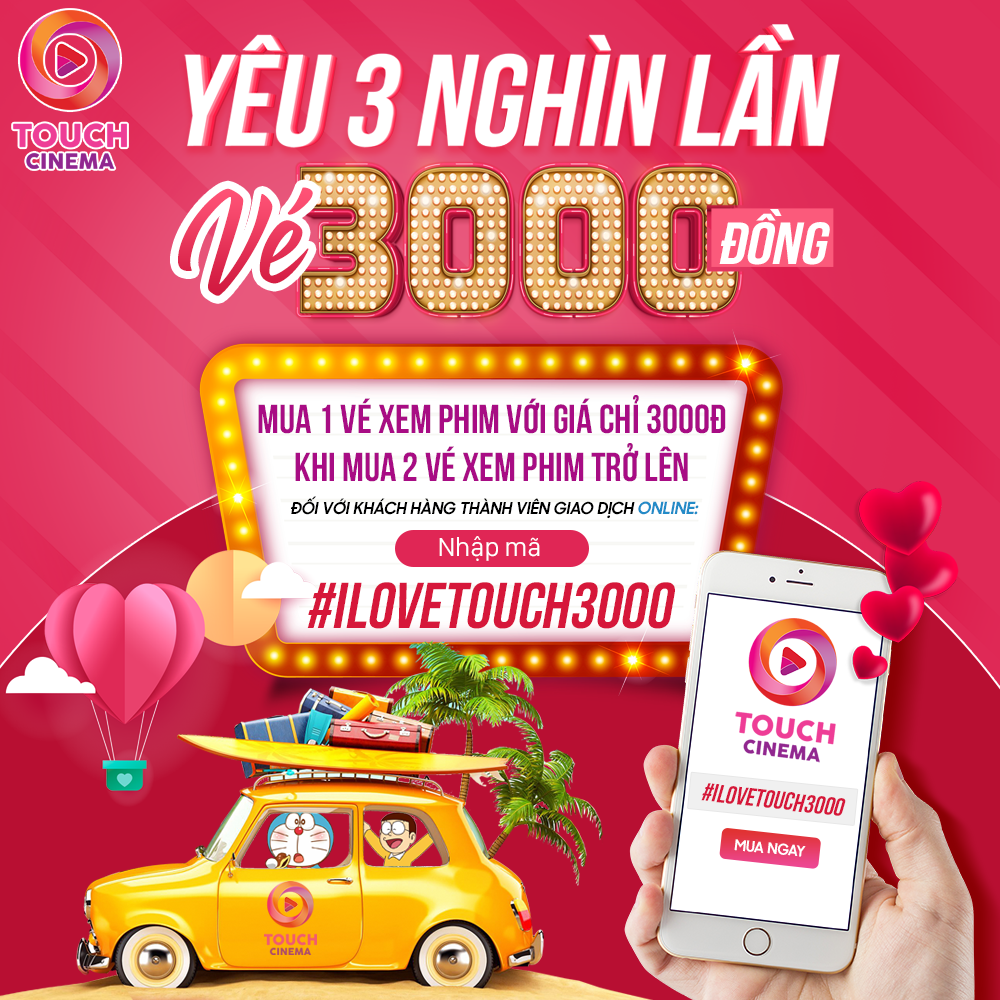 TOUCH
CINEMA
YÊU 3 NGHÌN LẦN
Vé 3000 ĐỒNG
MUA 1 VÉ XEM PHIM VỚI GIÁ CHỈ 3000Đ
KHI MUA 2 VÉ XEM PHIM TRỞ LÊN
ĐỐI VỚI KHÁCH HÀNG THÀNH VIÊN GIAO DỊCH ONLINE:
Nhập mã
#ILOVETOUCH3000
TOUCH
CINEMA
#ILOVETOUCH3000
MUA NGAY
TOUCH
CINEMA